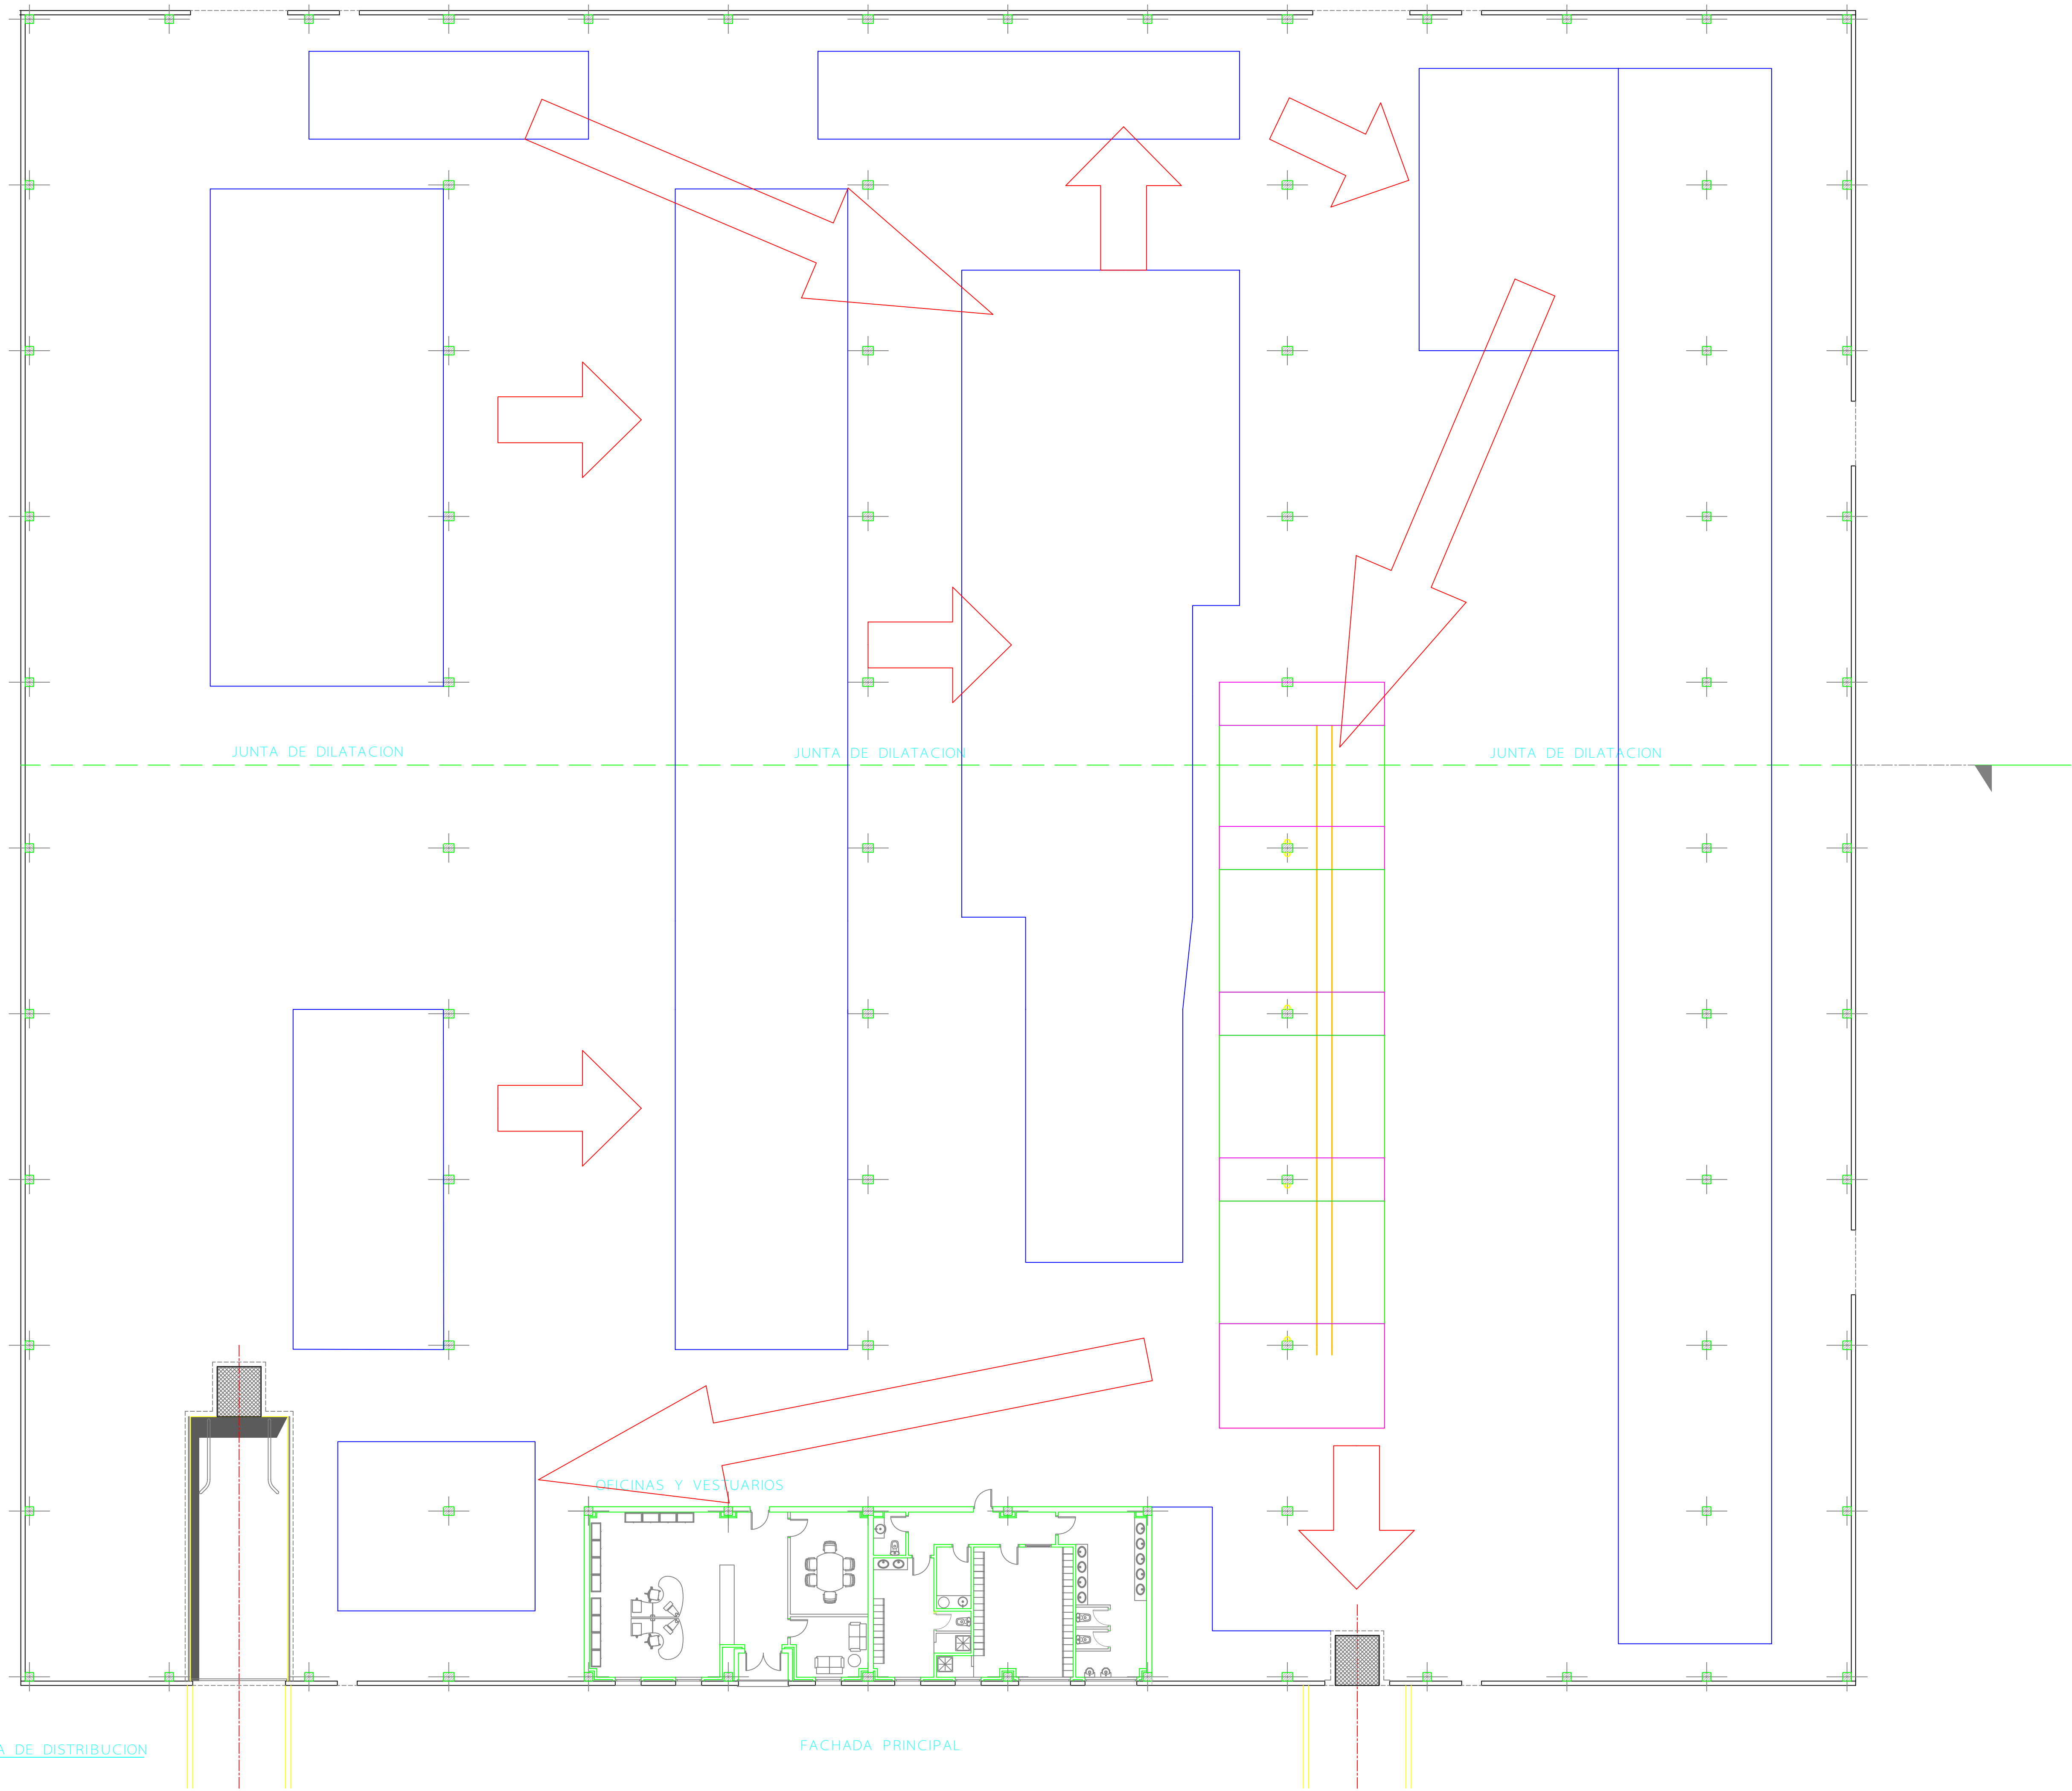 JUNTA DE DILATACION
JUNTA DE DILATACION
JUNTA DE DILATACION
OFICINAS Y VESTUARIOS
A DE DISTRIBUCION
FACHADA PRINCIPAL